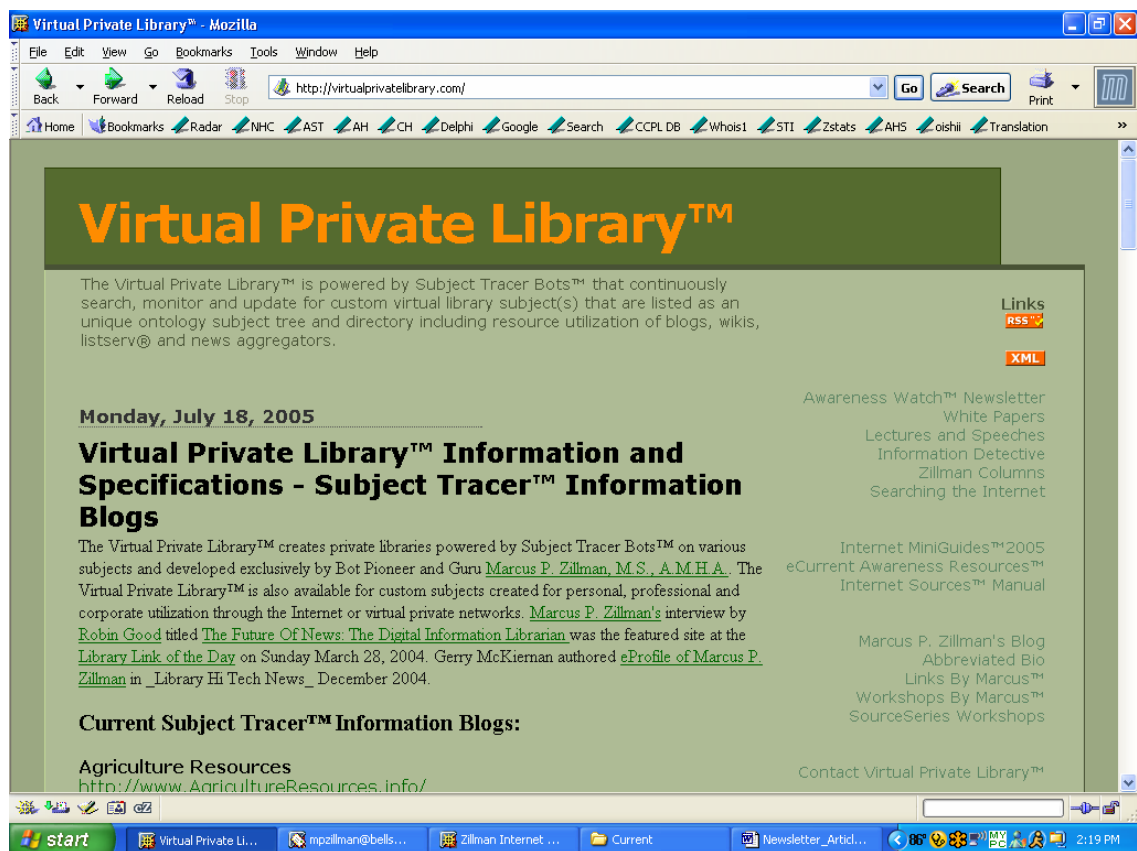 Virtual Private Library™ - Mozilla
File Edit View Go Bookmarks Tools Window Help
Back Forward Reload Stop http://virtualprivatelibrary.com/ Go Search Print
Home Bookmarks Radar NHC AST AH CH Delphi Google Search CCPL DB Whois1 STI Zstats AHS oishii Translation »
Virtual Private Library™
The Virtual Private Library™ is powered by Subject Tracer Bots™ that continuously
search, monitor and update for custom virtual library subject(s) that are listed as an
unique ontology subject tree and directory including resource utilization of blogs, wikis,
listserv® and news aggregators.
Monday, July 18, 2005
Virtual Private Library™ Information and
Specifications - Subject Tracer™ Information
Blogs
The Virtual Private Library™ creates private libraries powered by Subject Tracer Bots™ on various
subjects and developed exclusively by Bot Pioneer and Guru Marcus P. Zillman, M.S., A.M.H.A.. The
Virtual Private Library™ is also available for custom subjects created for personal, professional and
corporate utilization through the Internet or virtual private networks. Marcus P. Zillman's interview by
Robin Good titled The Future Of News: The Digital Information Librarian was the featured site at the
Library Link of the Day on Sunday March 28, 2004. Gerry McKiernan authored eProfile of Marcus P.
Zillman in _Library Hi Tech News_ December 2004.
Current Subject Tracer™ Information Blogs:
Agriculture Resources
http://www.AgricultureResources.info/
Links
RSS
XML
Awareness Watch™ Newsletter
White Papers
Lectures and Speeches
Information Detective
Zillman Columns
Searching the Internet
Internet MiniGuides™2005
eCurrent Awareness Resources™
Internet Sources™ Manual
Marcus P. Zillman's Blog
Abbreviated Bio
Links By Marcus™
Workshops By Marcus™
SourceSeries Workshops
Contact Virtual Private Library™
start Virtual Private Li... mpzillman@bells... Zillman Internet ... Current Newsletter_Articl... 86° MY PC 2:19 PM